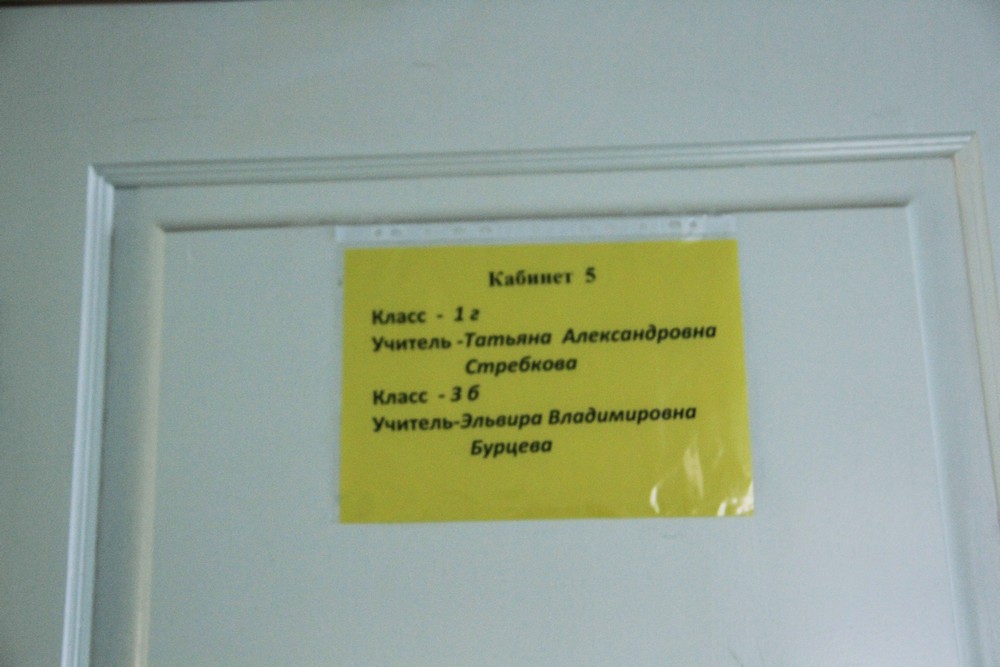 Кабинет 5
Класс - 1 г
Учитель -Татьяна Александровна
Стребкова
Класс - 3 б
Учитель-Эльвира Владимировна
Бурцева